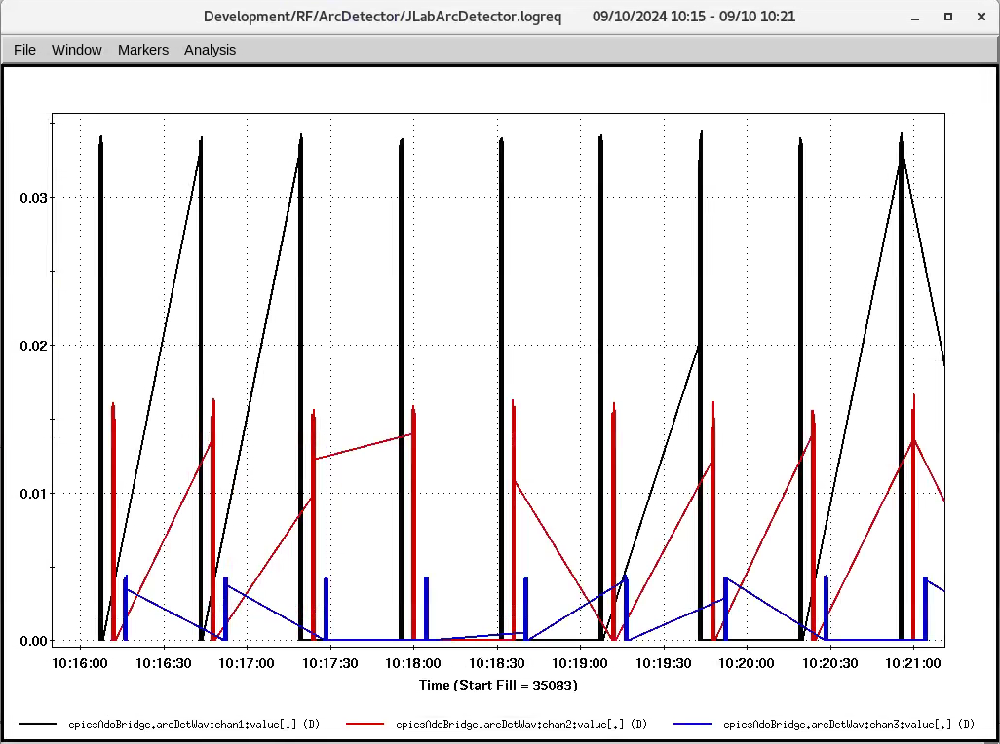 Development/RF/ArcDetector/JLabArcDetector.logreq 09/10/2024 10:15 - 09/10 10:21
File Window Markers Analysis
0.03
0.02
0.01
0.00
10:16:00 10:16:30 10:17:00 10:17:30 10:18:00 10:18:30 10:19:00 10:19:30 10:20:00 10:20:30 10:21:00
Time (Start Fill = 35083)
epicsAdoBridge.arcDetWav:chan1:value[.] (D) epicsAdoBridge.arcDetWav:chan2:value[.] (D) epicsAdoBridge.arcDetWav:chan3:value[.] (D)